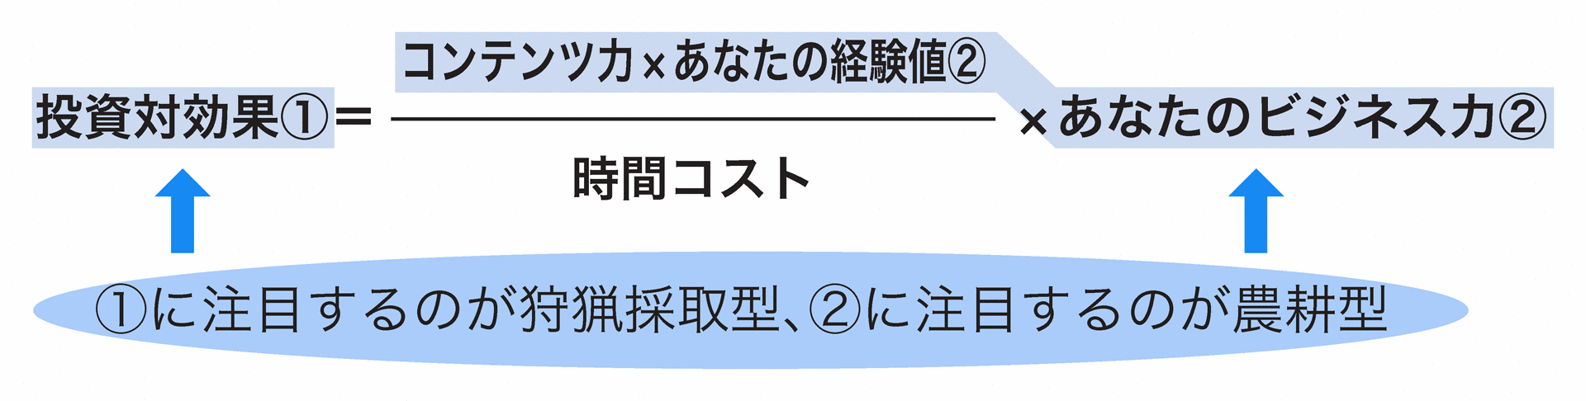 コンテンツ力×あなたの経験値②
投資対効果①=
×あなたのビジネス力②
時間コスト
①に注目するのが狩猟採取型、②に注目するのが農耕型